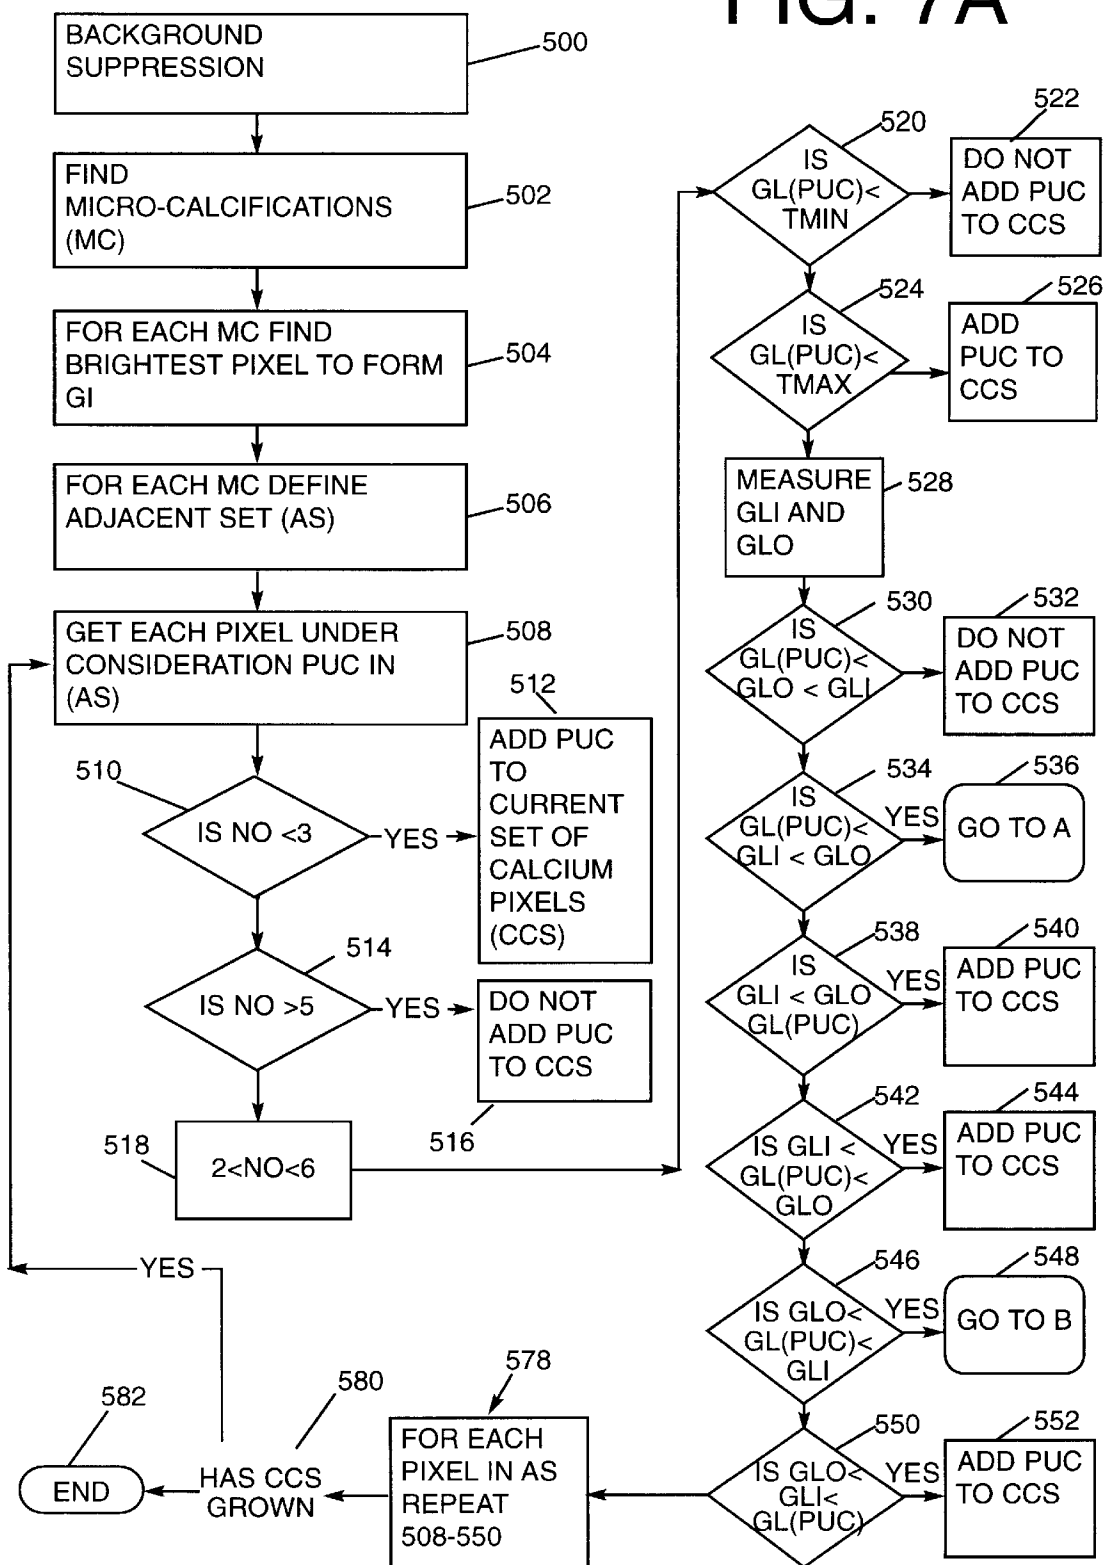 FIG. 7A
BACKGROUND
SUPPRESSION
500
FIND
MICRO-CALCIFICATIONS
(MC)
502
FOR EACH MC FIND
BRIGHTEST PIXEL TO FORM
GI
504
FOR EACH MC DEFINE
ADJACENT SET (AS)
506
GET EACH PIXEL UNDER
CONSIDERATION PUC IN
(AS)
508
510
IS NO <3
YES
512
ADD PUC
TO
CURRENT
SET OF
CALCIUM
PIXELS
(CCS)
514
IS NO >5
YES
DO NOT
ADD PUC
TO CCS
516
518
2<NO<6
520
IS
GL(PUC)<
TMIN
522
DO NOT
ADD PUC
TO CCS
524
IS
GL(PUC)<
TMAX
526
ADD
PUC TO
CCS
MEASURE
GLI AND
GLO
528
530
IS
GL(PUC)<
GLO < GLI
532
DO NOT
ADD PUC
TO CCS
534
IS
GL(PUC)<
GLI < GLO
YES
536
GO TO A
538
IS
GLI < GLO
GL(PUC)
YES
540
ADD PUC
TO CCS
542
IS GLI <
GL(PUC)<
GLO
YES
544
ADD PUC
TO CCS
546
IS GLO<
GL(PUC)<
GLI
YES
548
GO TO B
550
IS GLO<
GLI<
GL(PUC)
YES
552
ADD PUC
TO CCS
578
FOR EACH
PIXEL IN AS
REPEAT
508-550
580
HAS CCS
GROWN
YES
582
END